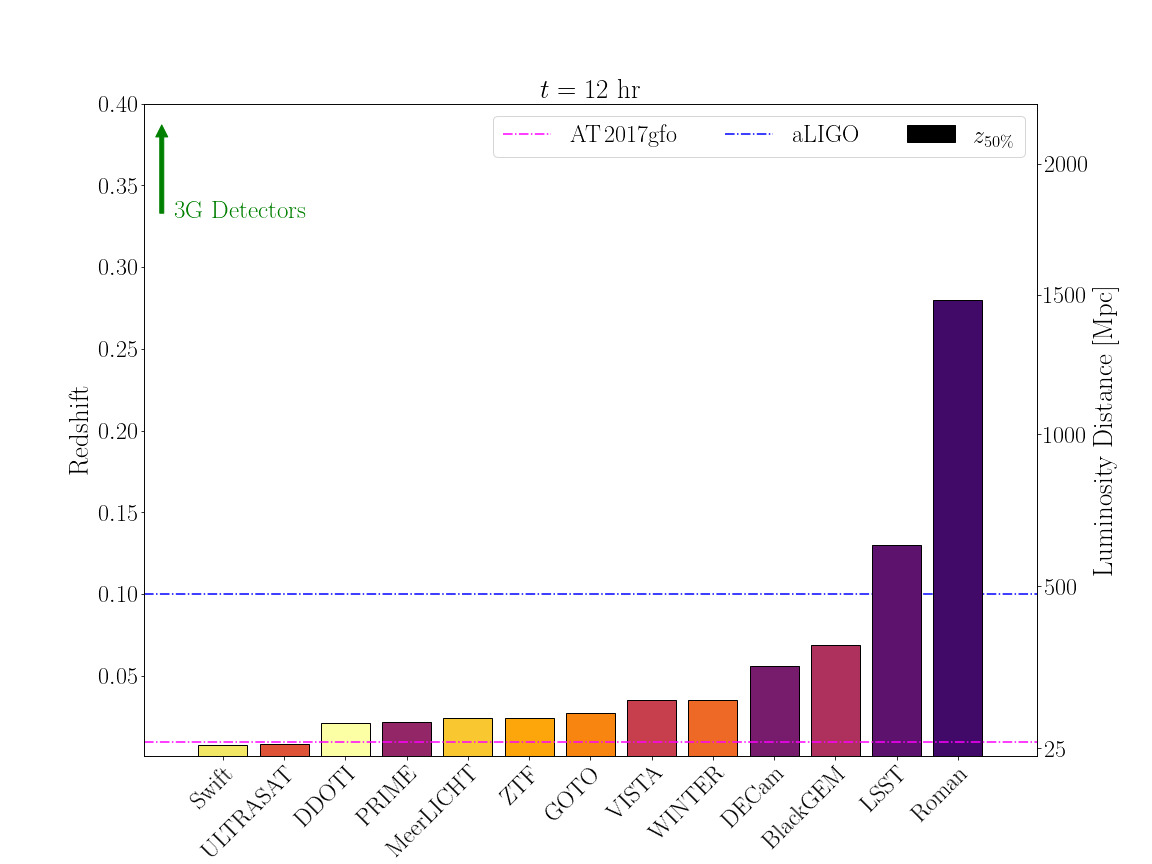 t = 12 hr
AT 2017gfo
aLIGO
z50%
3G Detectors
Redshift
0.40
0.35
0.30
0.25
0.20
0.15
0.10
0.05
2000
1500
1000
500
25
Luminosity Distance [Mpc]
Swift
ULTRASAT
DDOTI
PRIME
MeerLICHT
ZTF
GOTO
VISTA
WINTER
DECam
BlackGEM
LSST
Roman